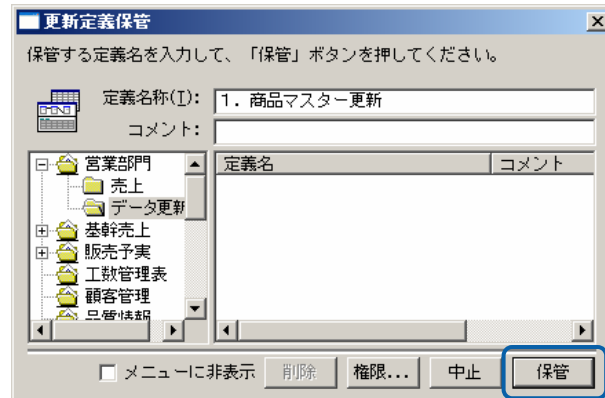 更新定義保管
保管する定義名を入力して、「保管」ボタンを押してください。
定義名称(I):
1. 商品マスター更新
コメント:
営業部門
売上
データ更新
基幹売上
販売予実
工数管理表
顧客管理
品質情報
定義名
コメント
メニューに非表示
削除
権限...
中止
保管